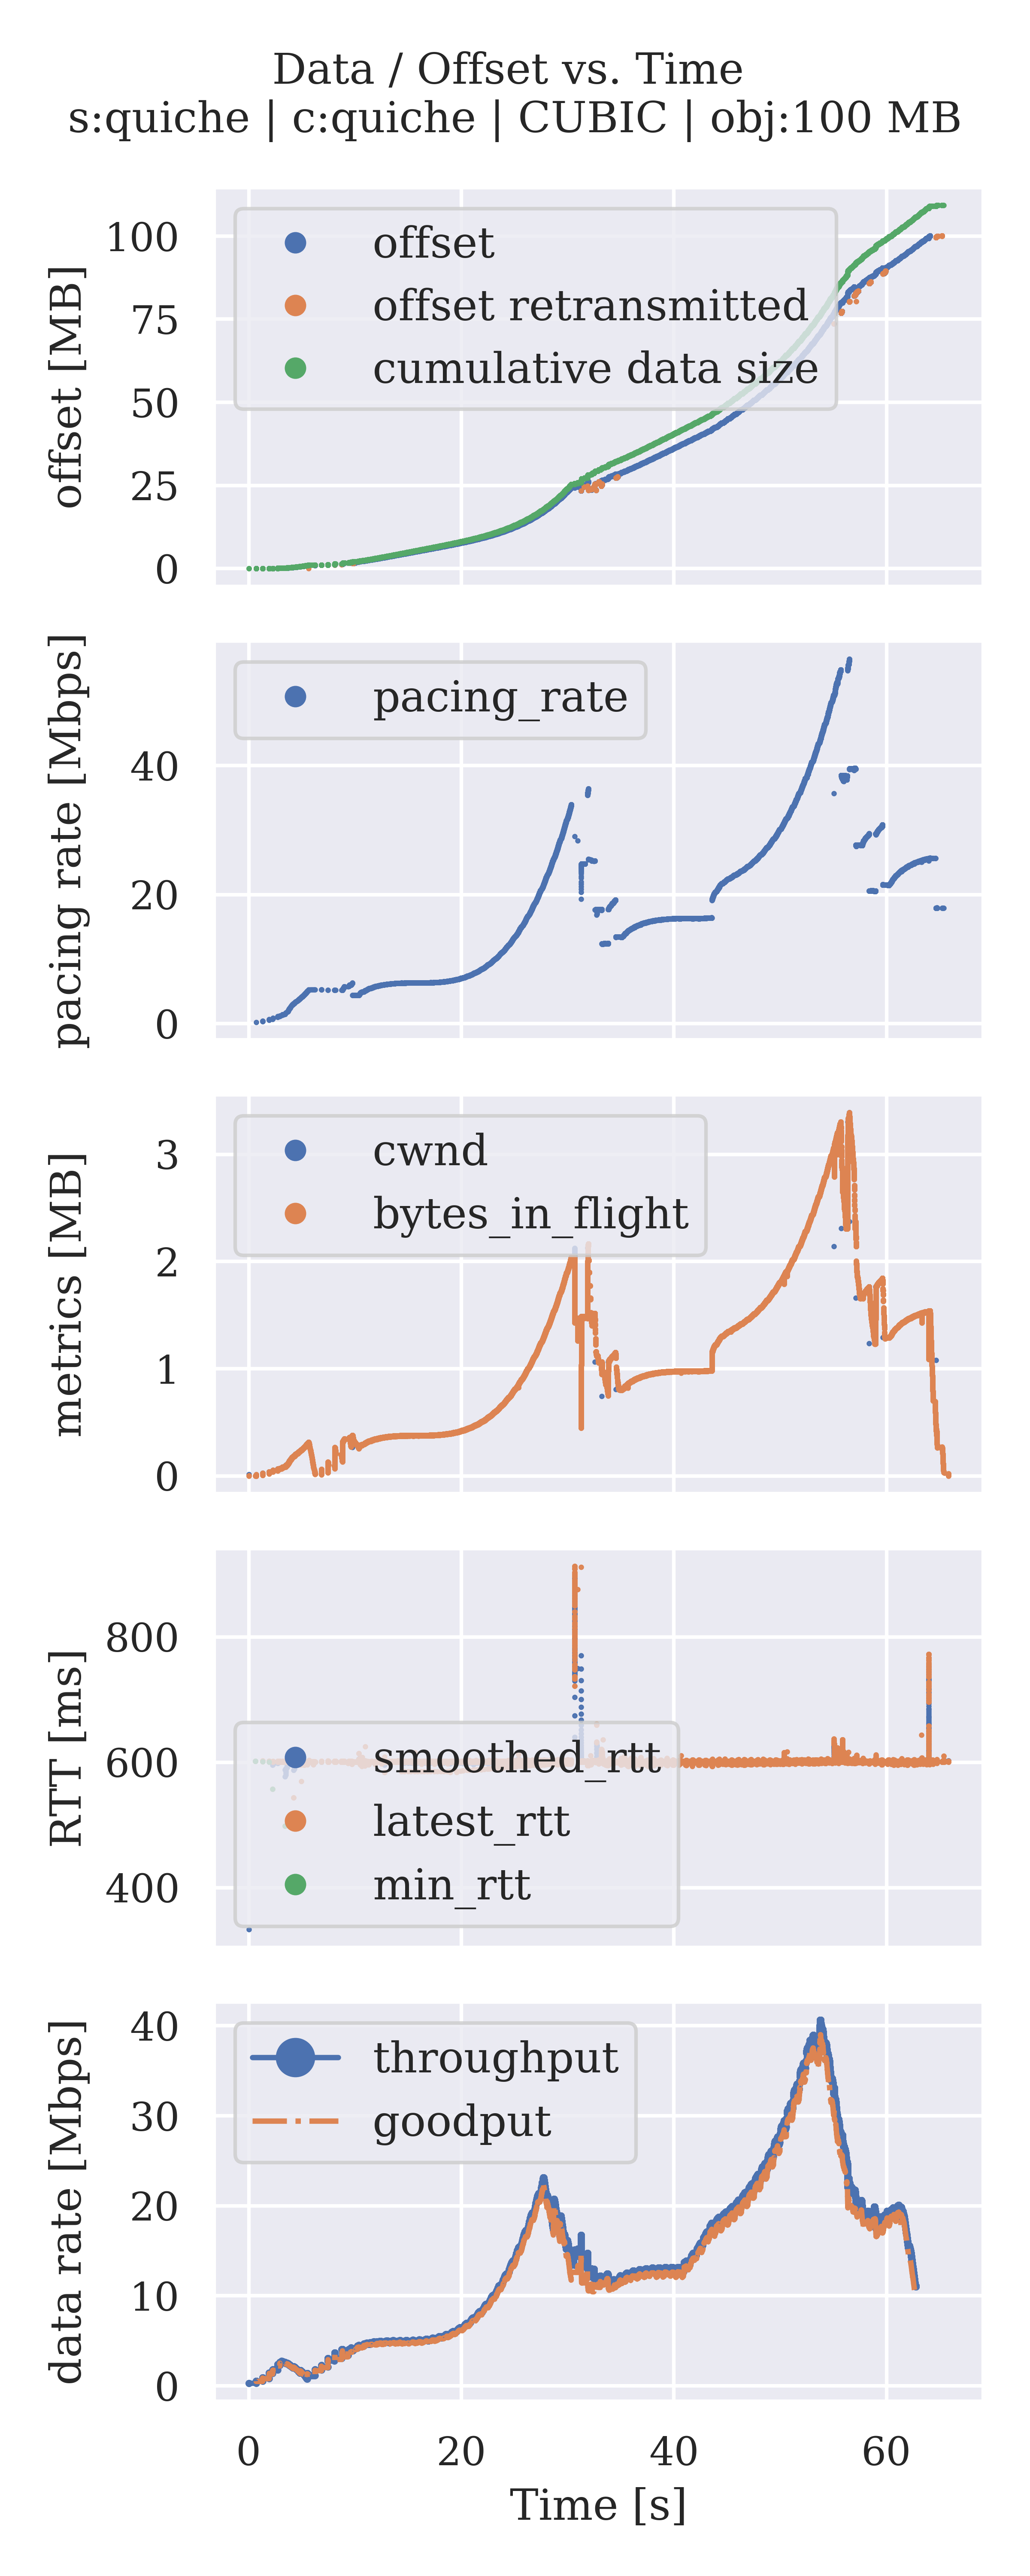 Data / Offset vs. Time
s:quiche | c:quiche | CUBIC | obj:100 MB
offset [MB]
100
75
50
25
0
offset
offset retransmitted
cumulative data size
pacing rate [Mbps]
40
20
0
pacing_rate
metrics [MB]
3
2
1
0
cwnd
bytes_in_flight
RTT [ms]
800
600
400
smoothed_rtt
latest_rtt
min_rtt
data rate [Mbps]
40
30
20
10
0
throughput
goodput
0 20 40 60
Time [s]